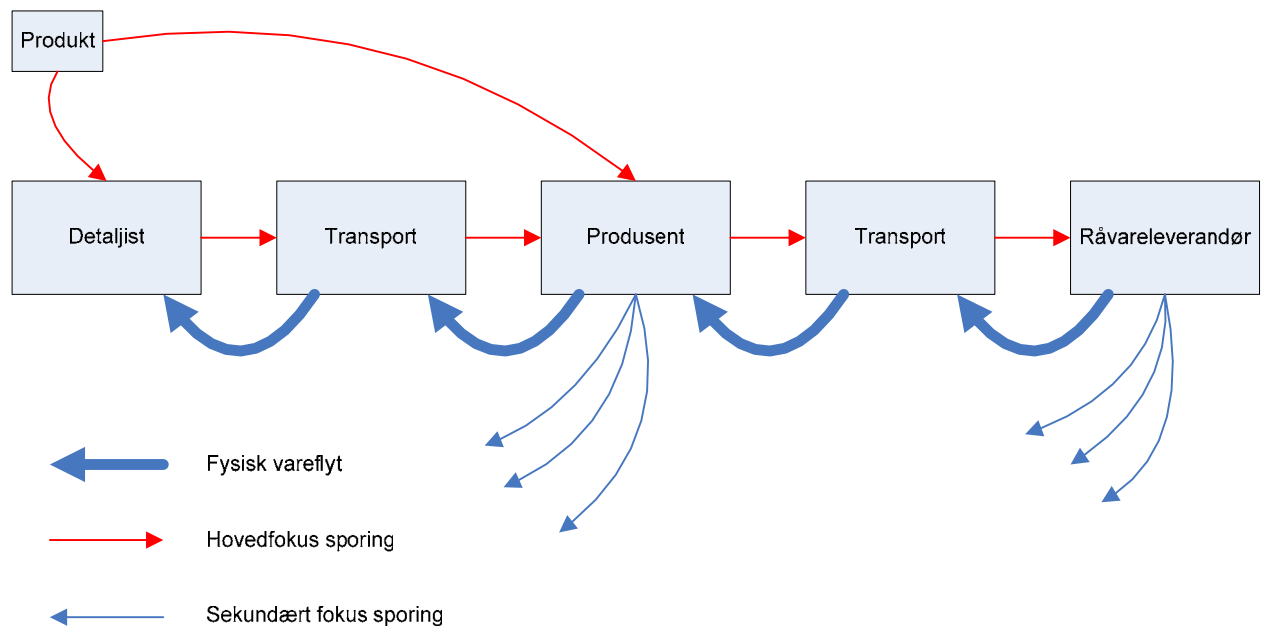 Produkt
Detaljist
Transport
Produsent
Transport
Råvareleverandør
Fysisk vareflyt
Hovedfokus sporing
Sekundært fokus sporing